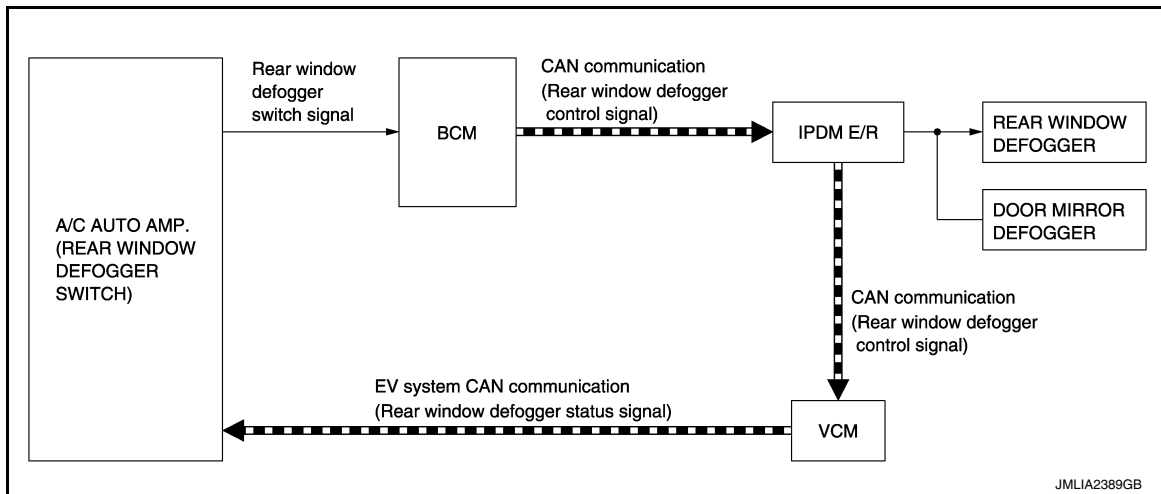 A/C AUTO AMP.
(REAR WINDOW
DEFOGGER
SWITCH)
Rear window
defogger
switch signal
BCM
CAN communication
(Rear window defogger
control signal)
IPDM E/R
REAR WINDOW
DEFOGGER
DOOR MIRROR
DEFOGGER
CAN communication
(Rear window defogger
control signal)
VCM
EV system CAN communication
(Rear window defogger status signal)
JMLIA2389GB